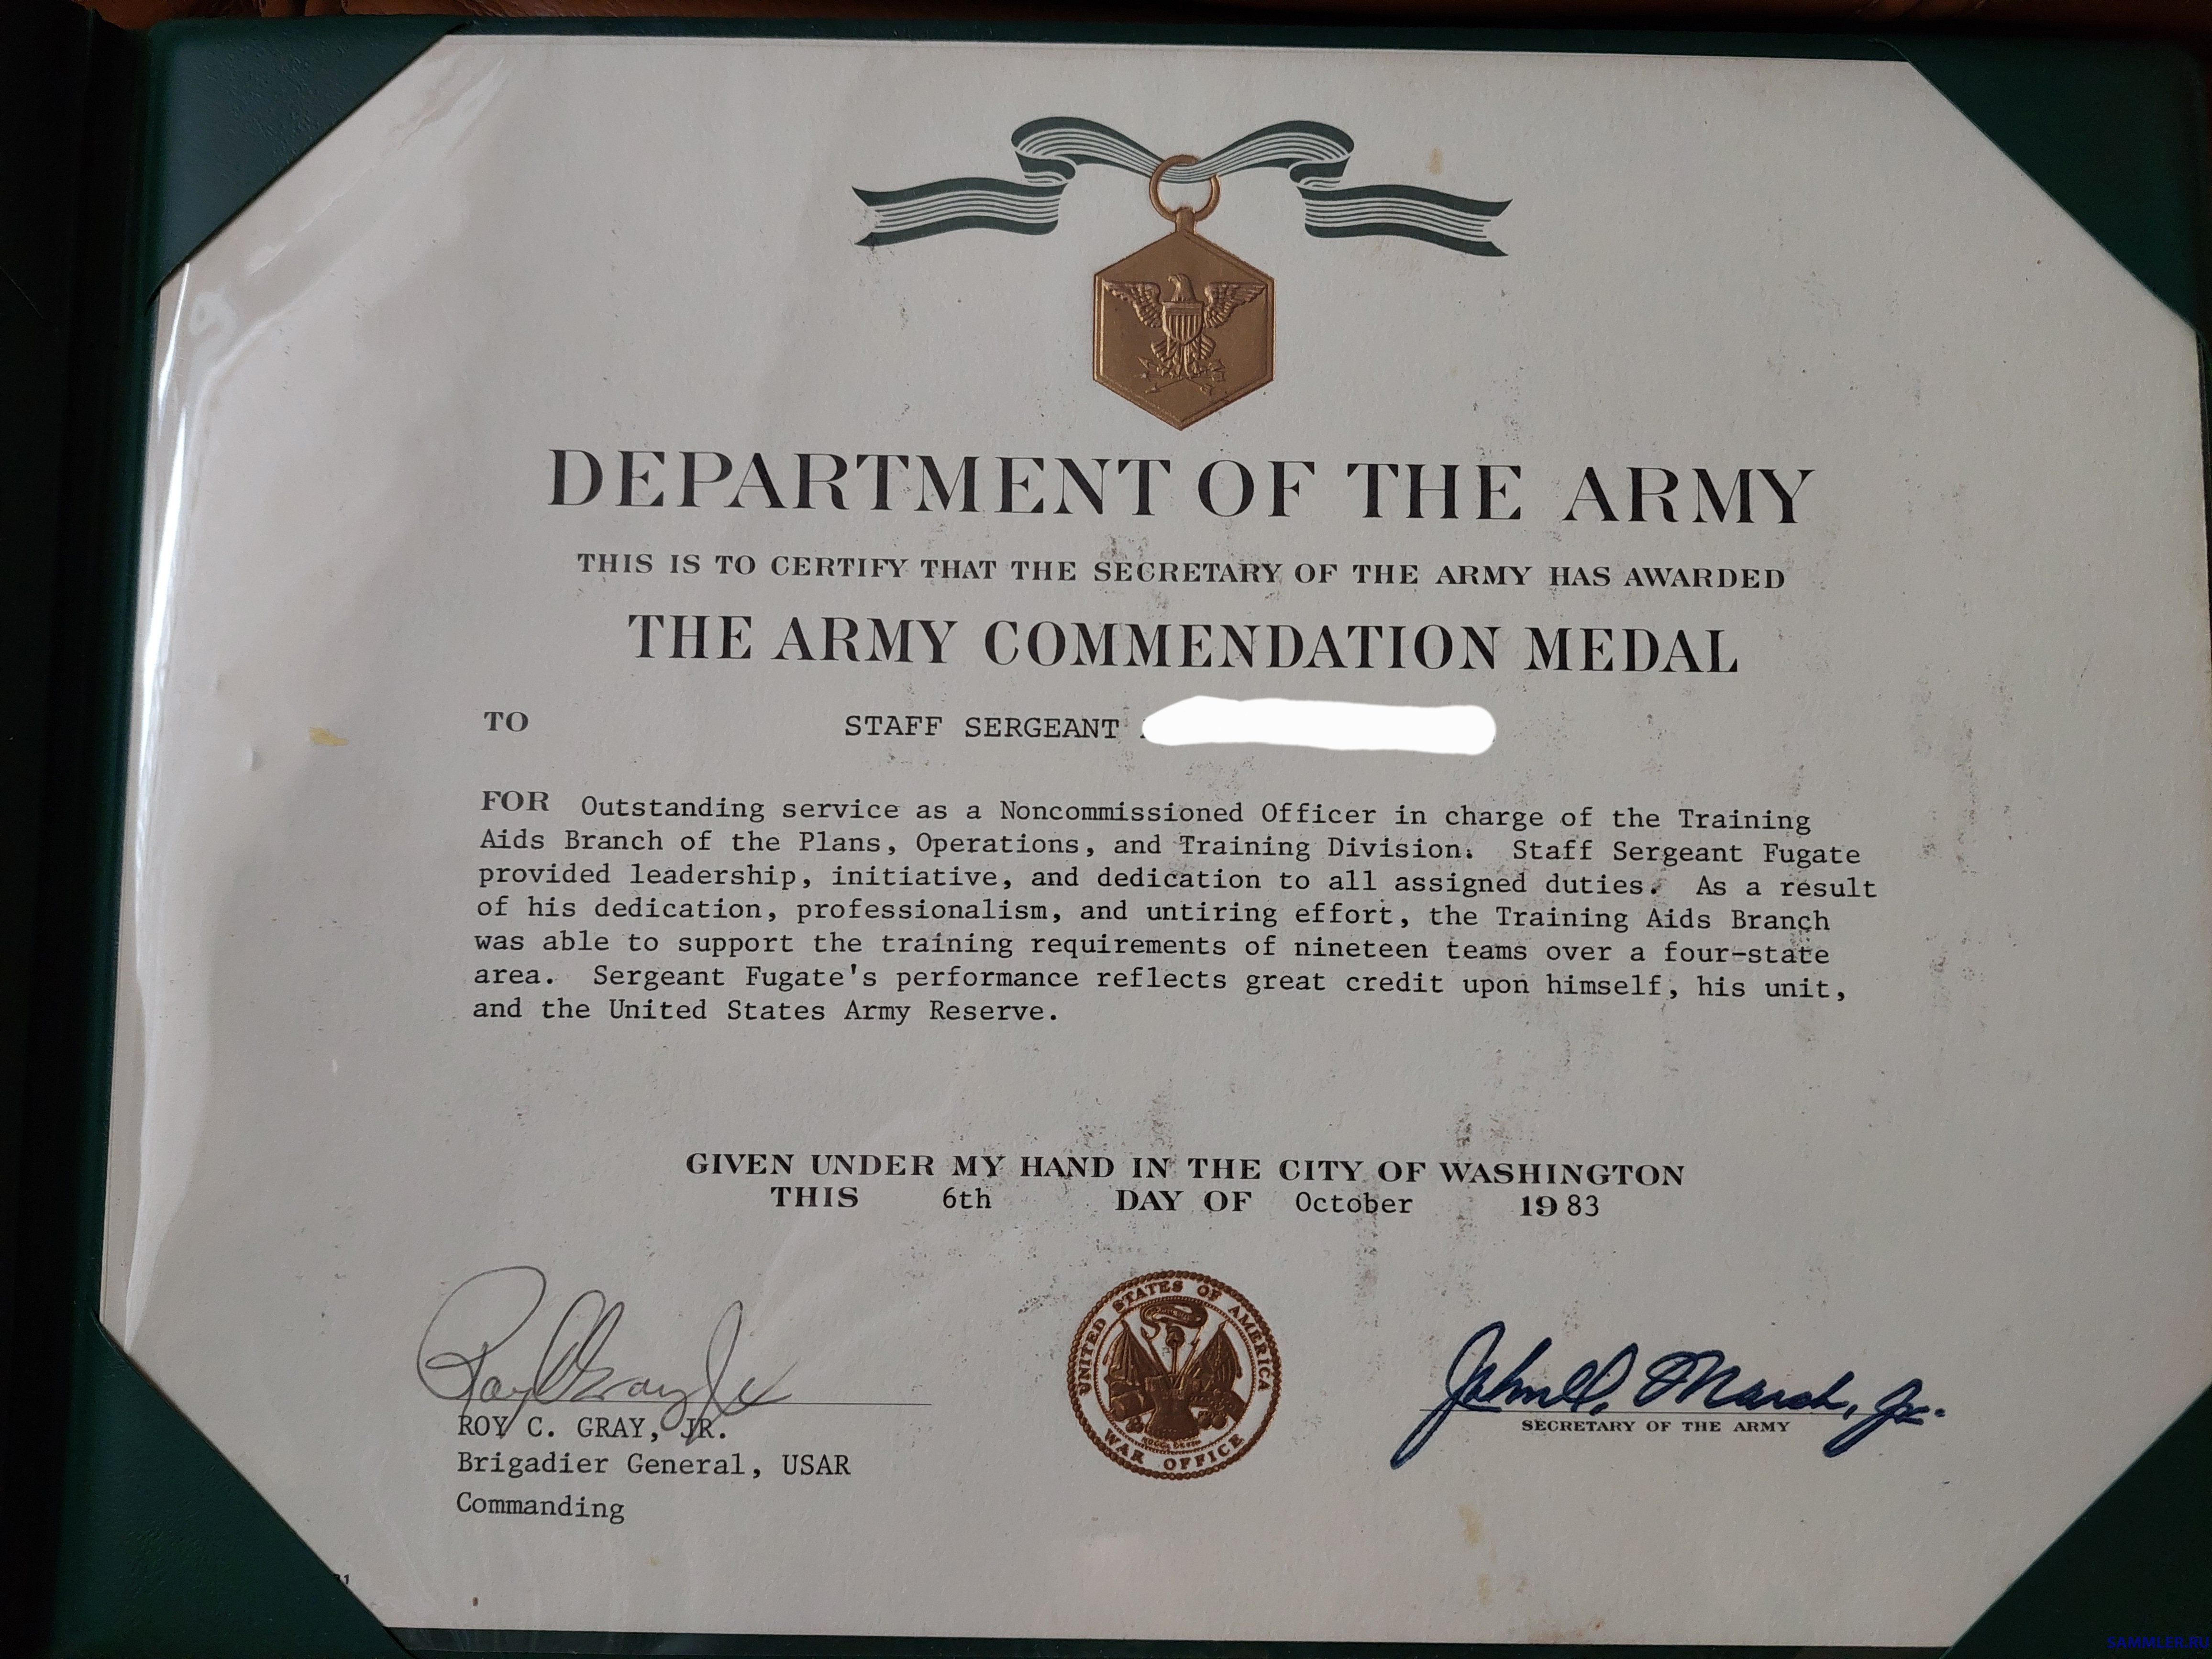 DEPARTMENT OF THE ARMY
THIS IS TO CERTIFY THAT THE SECRETARY OF THE ARMY HAS AWARDED
THE ARMY COMMENDATION MEDAL
TO STAFF SERGEANT
FOR Outstanding service as a Noncommissioned Officer in charge of the Training
Aids Branch of the Plans, Operations, and Training Division. Staff Sergeant Fugate
provided leadership, initiative, and dedication to all assigned duties. As a result
of his dedication, professionalism, and untiring effort, the Training Aids Branch
was able to support the training requirements of nineteen teams over a four-state
area. Sergeant Fugate's performance reflects great credit upon himself, his unit,
and the United States Army Reserve.
GIVEN UNDER MY HAND IN THE CITY OF WASHINGTON
THIS 6th DAY OF October 1983
Roy C Gray Jr
ROY C. GRAY, JR.
Brigadier General, USAR
Commanding
UNITED STATES OF AMERICA
WAR OFFICE
John O. Marsh, Jr.
SECRETARY OF THE ARMY
SAMMLER.RU